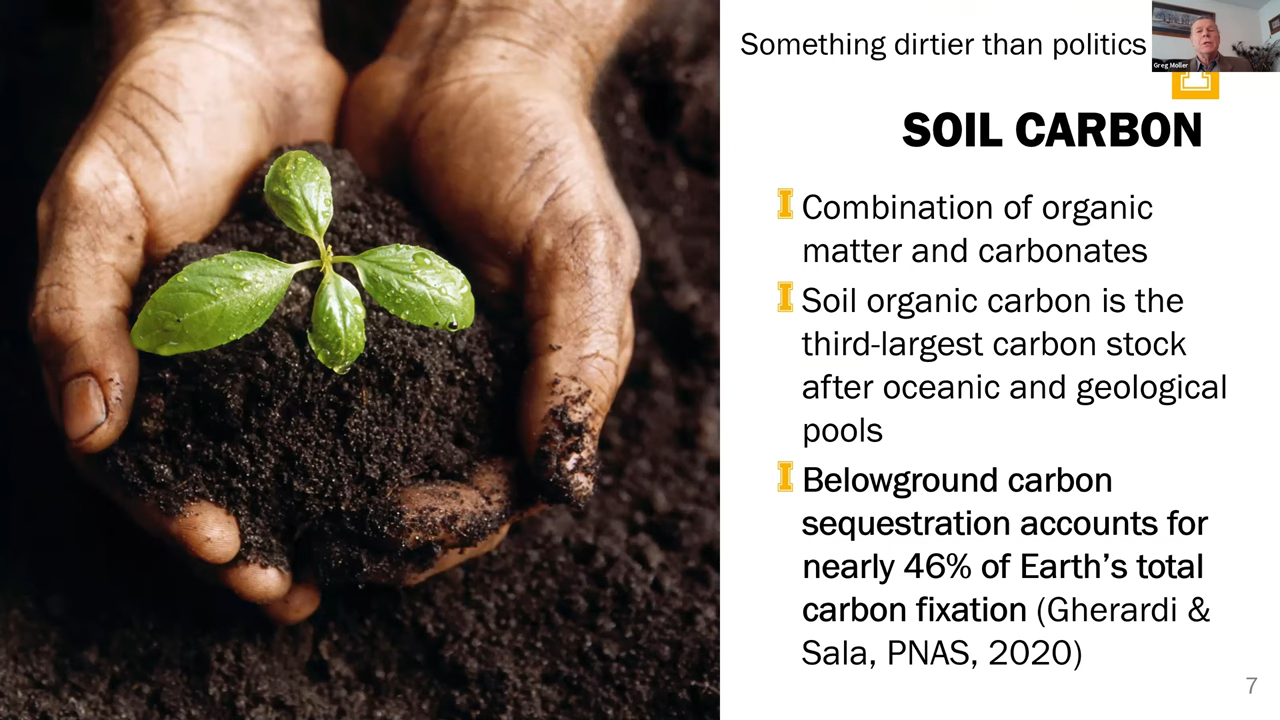 Something dirtier than politics
Greg Moller
SOIL CARBON
Combination of organic
matter and carbonates
Soil organic carbon is the
third-largest carbon stock
after oceanic and geological
pools
Belowground carbon
sequestration accounts for
nearly 46% of Earth's total
carbon fixation (Gherardi &
Sala, PNAS, 2020)
7